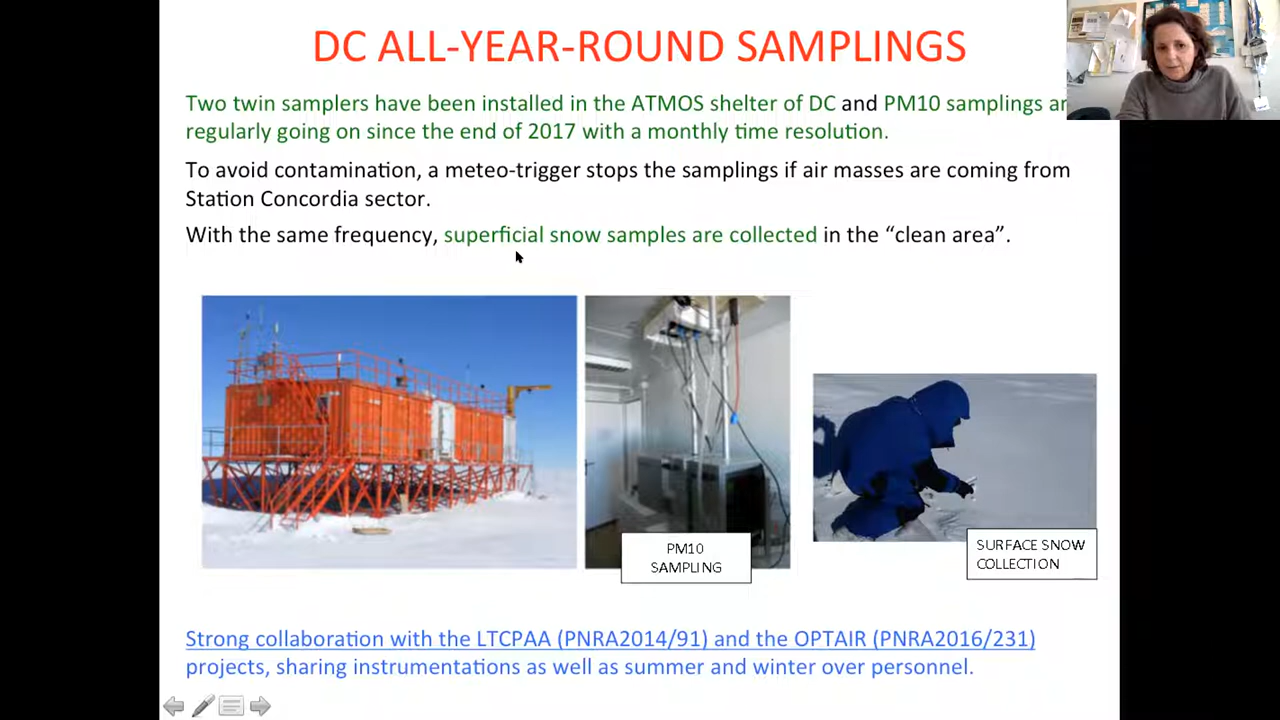 DC ALL-YEAR-ROUND SAMPLINGS
Two twin samplers have been installed in the ATMOS shelter of DC and PM10 samplings
regularly going on since the end of 2017 with a monthly time resolution.
To avoid contamination, a meteo-trigger stops the samplings if air masses are coming from
Station Concordia sector.
With the same frequency, superficial snow samples are collected in the “clean area”.
PM10
SAMPLING
SURFACE SNOW
COLLECTION
Strong collaboration with the LTCPAA (PNRA2014/91) and the OPTAIR (PNRA2016/231)
projects, sharing instrumentations as well as summer and winter over personnel.